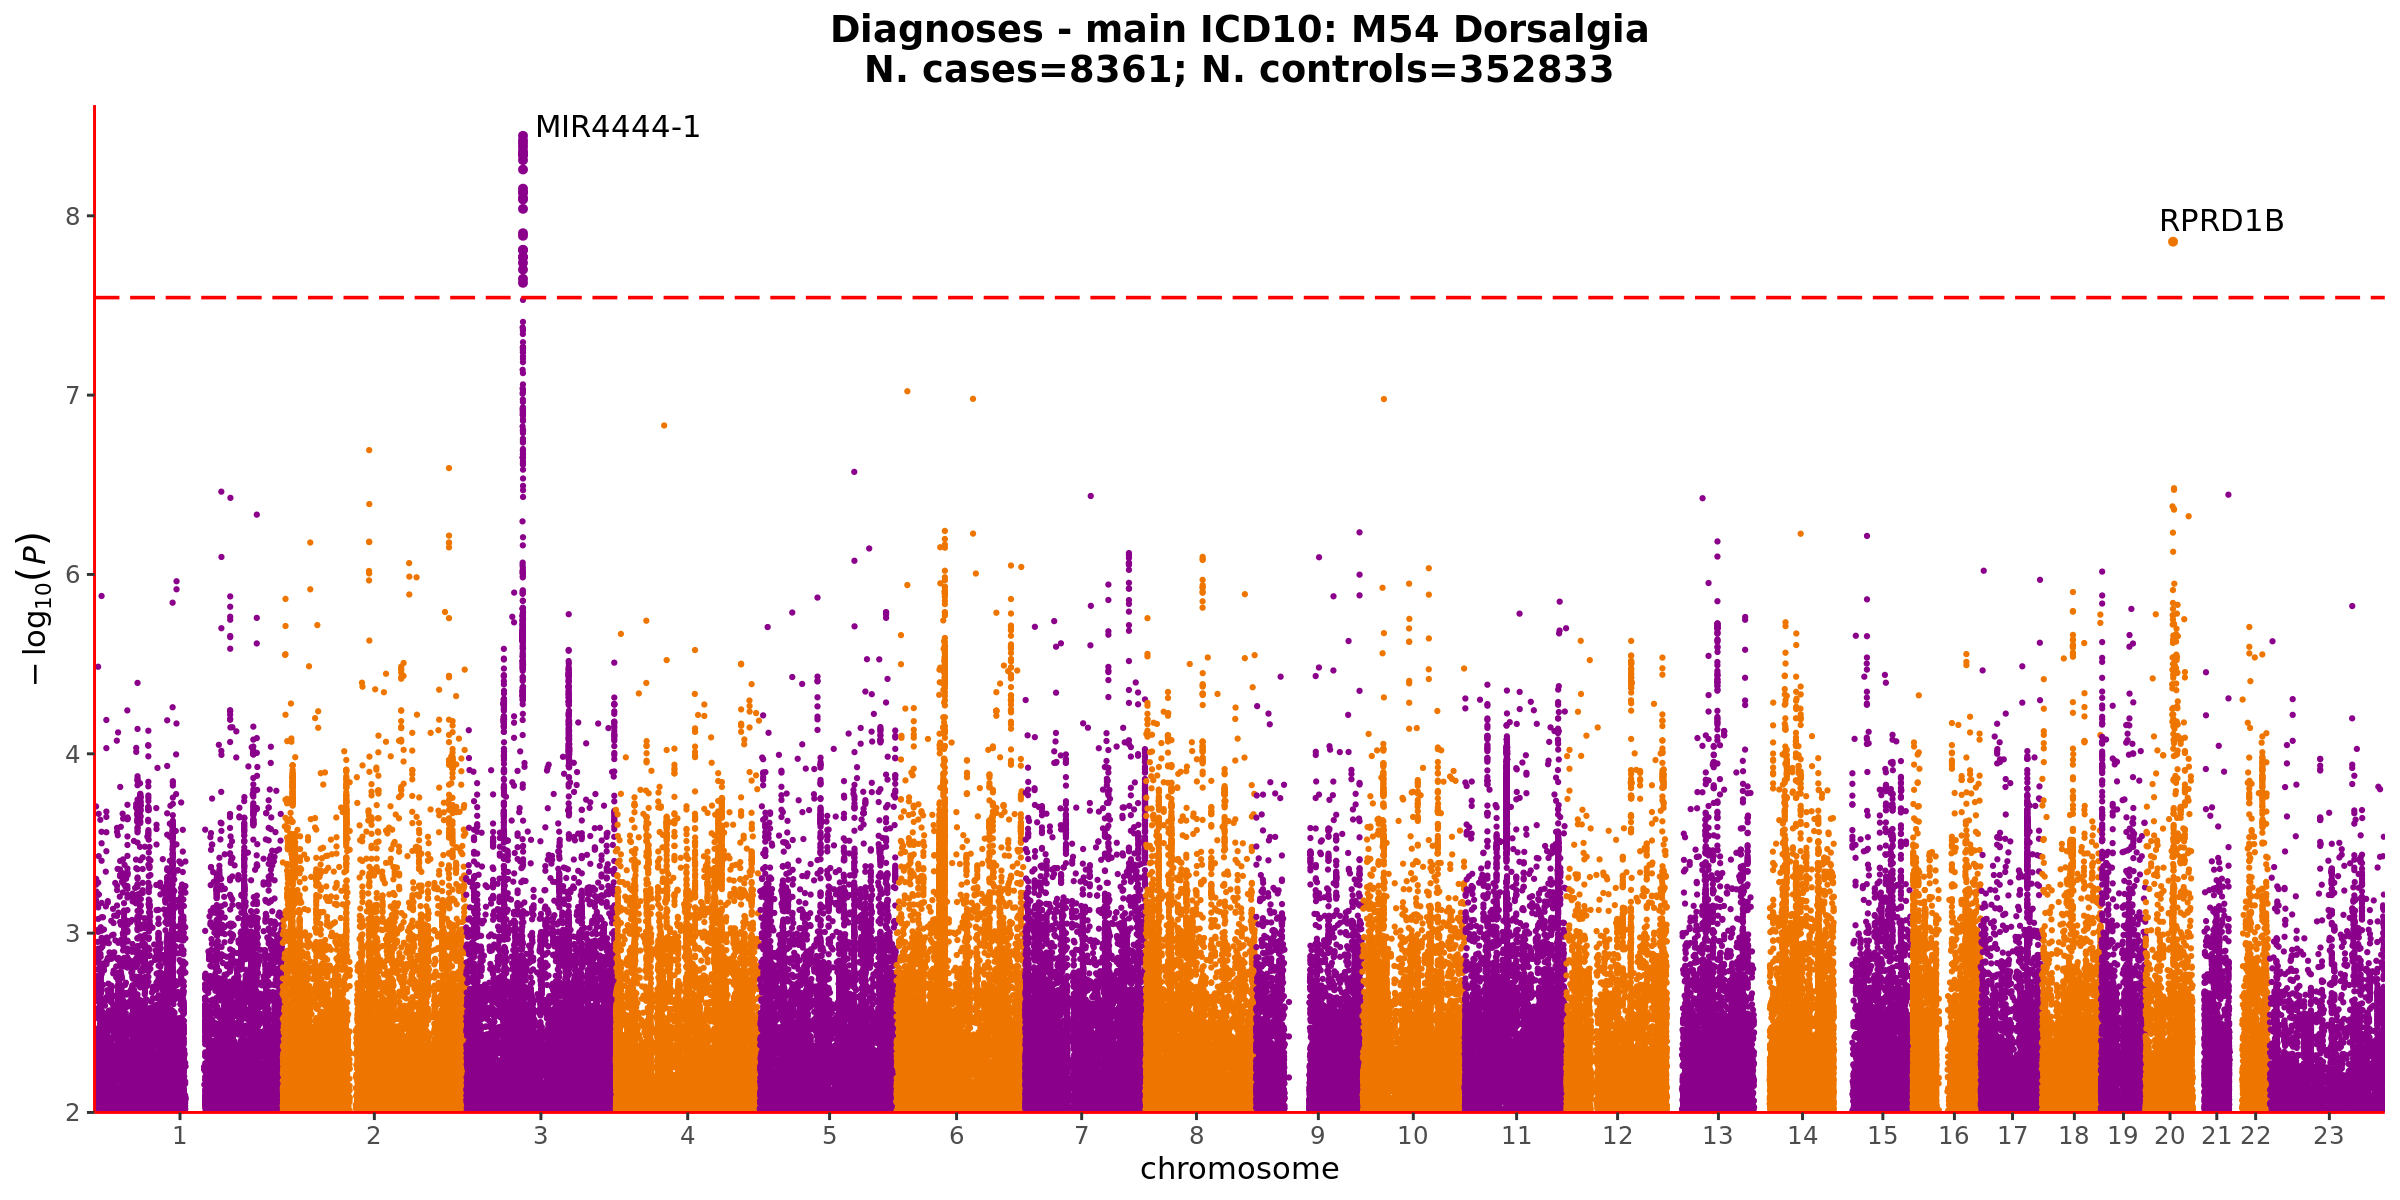 Diagnoses - main ICD10: M54 Dorsalgia
N. cases=8361; N. controls=352833
MIR4444-1
RPRD1B
8
7
6
4
3
2
−log₁₀(P)
1 2 3 4 5 6 7 8 9 10 11 12 13 14 15 16 17 18 19 20 21 22 23
chromosome